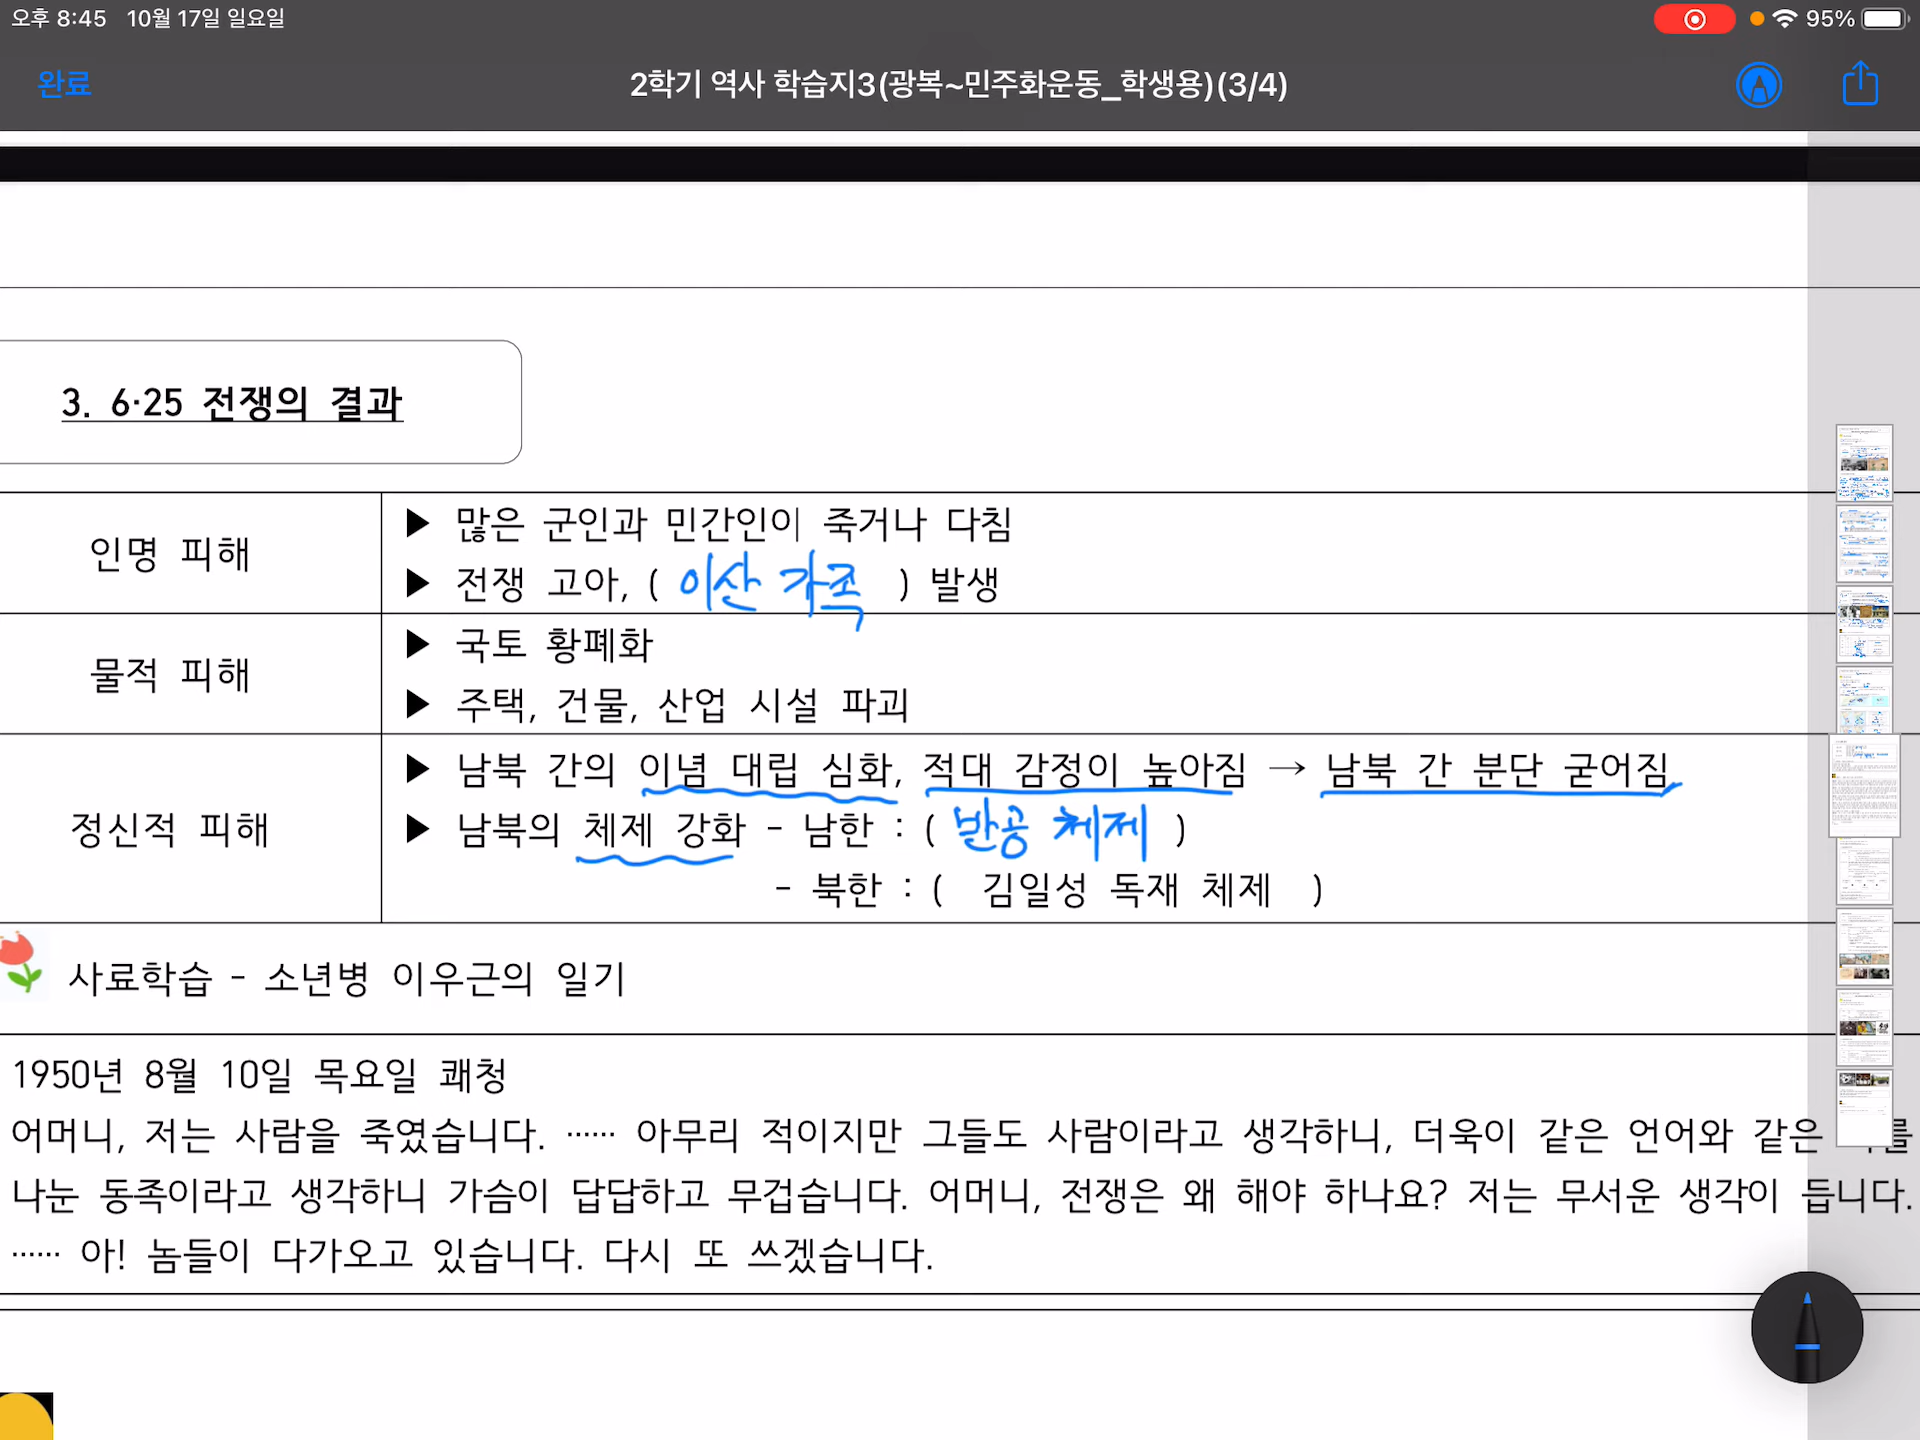 오후 8:45 10월 17일 일요일 95%
완료 2학기 역사 학습지3(광복~민주화운동_학생용)(3/4)
3. 6·25 전쟁의 결과
인명 피해
▶ 많은 군인과 민간인이 죽거나 다침
▶ 전쟁 고아, ( 이산 가족 ) 발생
물적 피해
▶ 국토 황폐화
▶ 주택, 건물, 산업 시설 파괴
정신적 피해
▶ 남북 간의 이념 대립 심화, 적대 감정이 높아짐 → 남북 간 분단 굳어짐
▶ 남북의 체제 강화 - 남한 : ( 반공 체제 )
- 북한 : ( 김일성 독재 체제 )
사료학습 - 소년병 이우근의 일기
1950년 8월 10일 목요일 쾌청
어머니, 저는 사람을 죽였습니다. ⋯⋯ 아무리 적이지만 그들도 사람이라고 생각하니, 더욱이 같은 언어와 같은
나눈 동족이라고 생각하니 가슴이 답답하고 무겁습니다. 어머니, 전쟁은 왜 해야 하나요? 저는 무서운 생각이 듭니다.
⋯⋯ 아! 놈들이 다가오고 있습니다. 다시 또 쓰겠습니다.